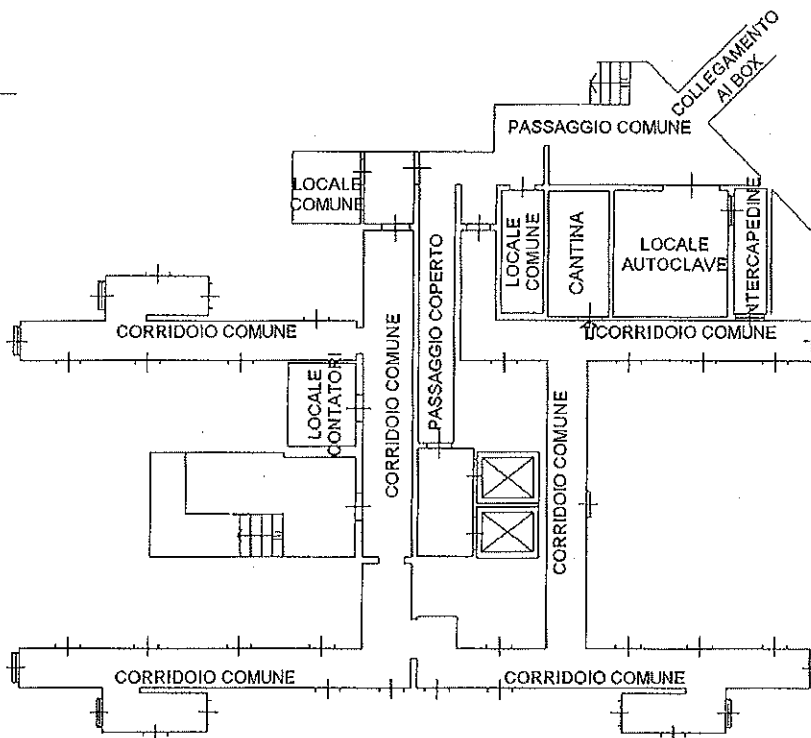 COLLEGAMENTO
AI BOX
PASSAGGIO COMUNE
LOCALE
COMUNE
LOCALE
COMUNE
CANTINA
LOCALE
AUTOCLAVE
INTERCAPEDINE
PASSAGGIO COPERTO
CORRIDOIO COMUNE
CORRIDOIO COMUNE
CORRIDOIO COMUNE
LOCALE
CONTATORI
CORRIDOIO COMUNE
CORRIDOIO COMUNE
CORRIDOIO COMUNE